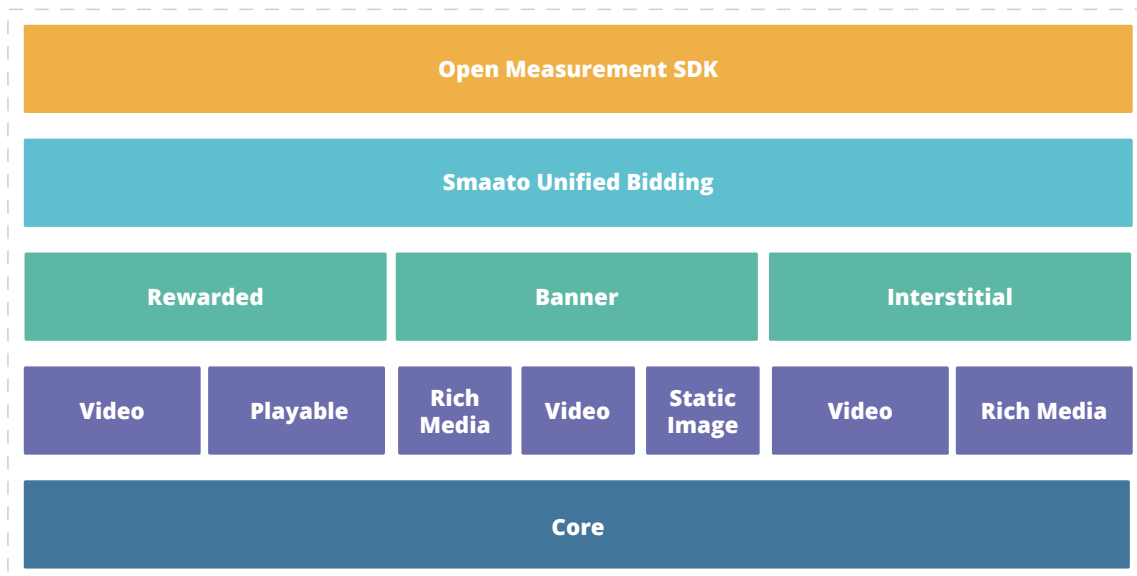 Open Measurement SDK
Smaato Unified Bidding
Rewarded
Banner
Interstitial
Video
Playable
Rich
Media
Video
Static
Image
Video
Rich Media
Core